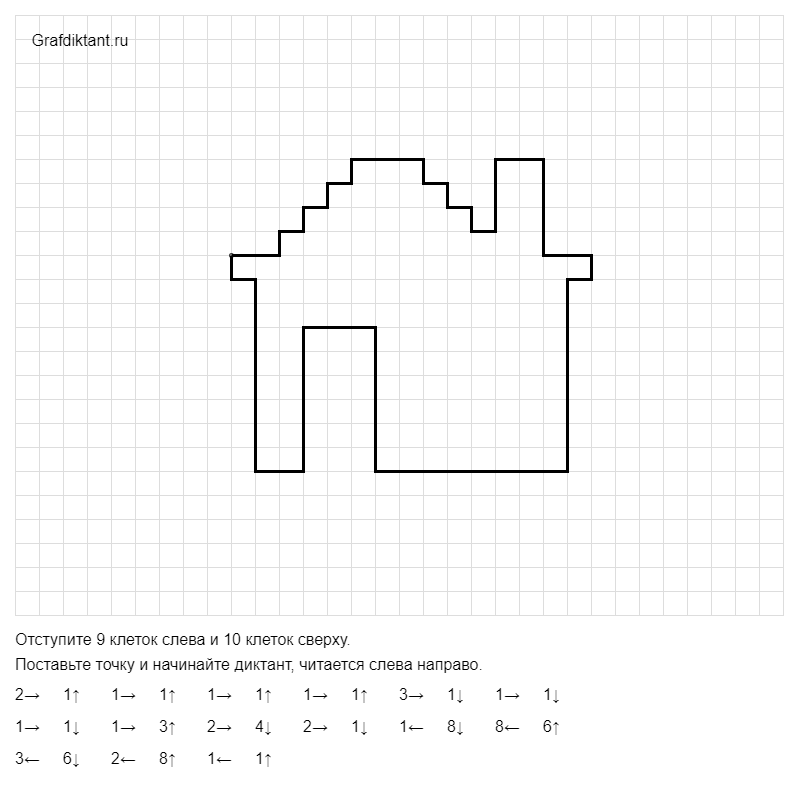 Grafdiktant.ru
Отступите 9 клеток слева и 10 клеток сверху.
Поставьте точку и начинайте диктант, читается слева направо.
2→ 1↑ 1→ 1↑ 1→ 1↑ 1→ 1↑ 3→ 1↓ 1→ 1↓
1→ 1↓ 1→ 3↑ 2→ 4↓ 2→ 1↓ 1← 8↓ 8← 6↑
3← 6↓ 2← 8↑ 1← 1↑